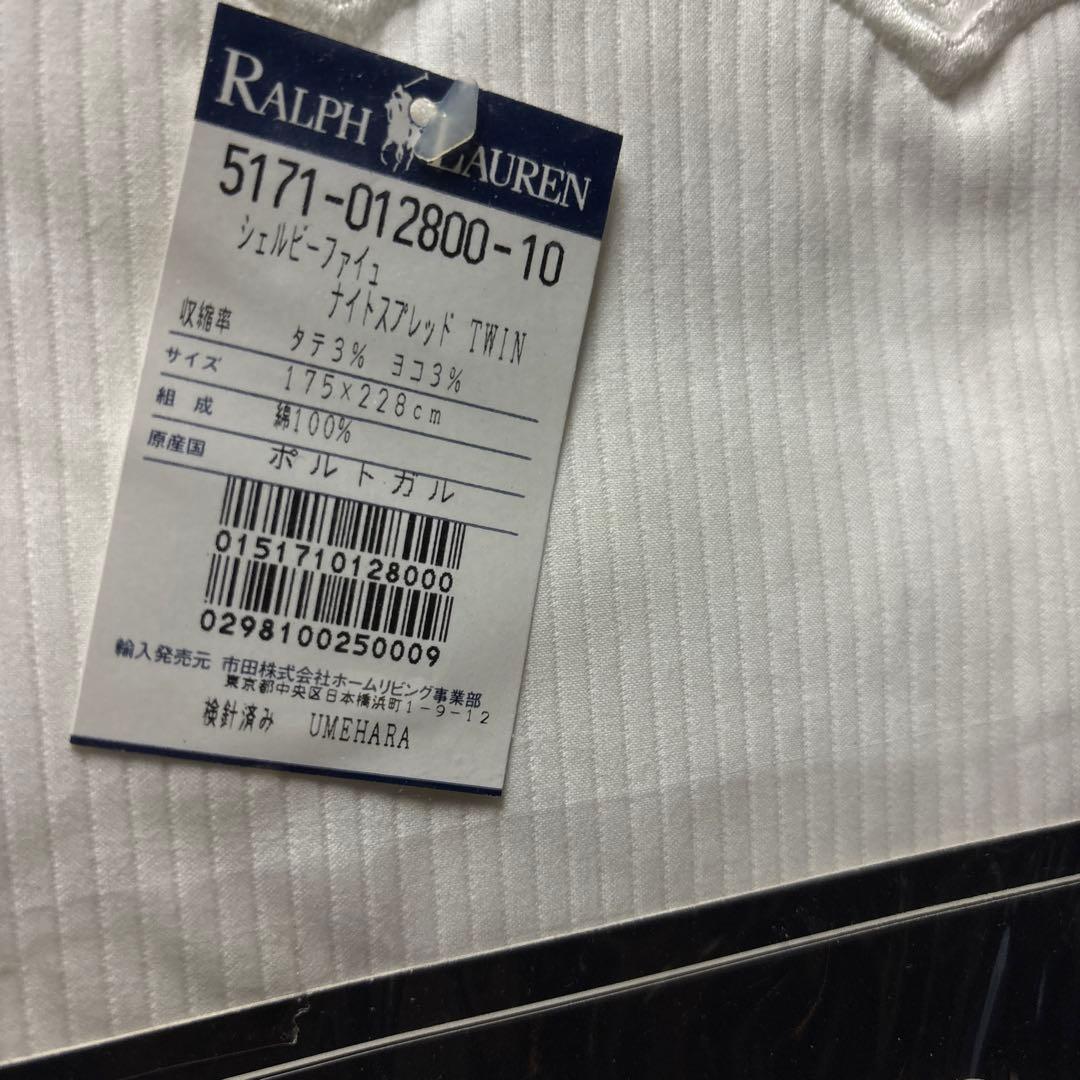 RALPH LAUREN
5171-012800-10
シェルビーファイユ
ナイトスプレッド TWIN
収縮率 タテ3% ヨコ3%
サイズ 175×228cm
組成 綿100%
原産国 ポルトガル
0151710128000
0298100250009
輸入発売元 市田株式会社ホームリビング事業部
東京都中央区日本橋浜町1-9-12
検針済み UMEHARA